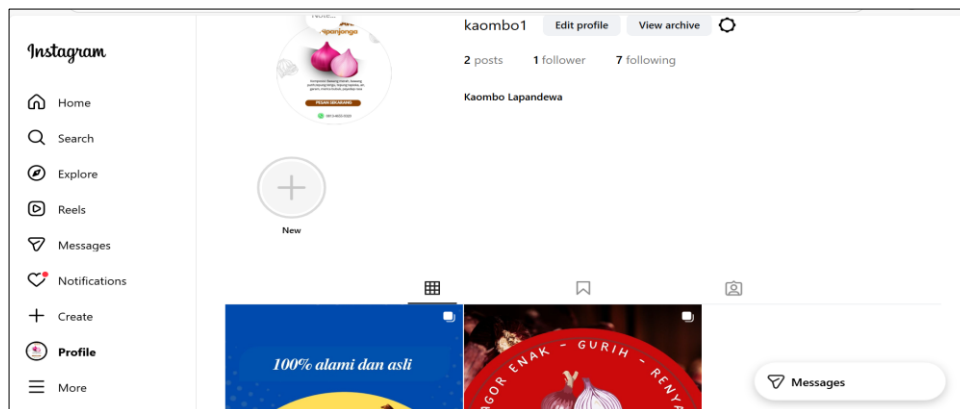 Instagram
Home
Search
Explore
Reels
Messages
Notifications
Create
Profile
More
kaombo1 Edit profile View archive
2 posts 1 follower 7 following
Kaombo Lapandewa
New
100% alami dan asli
GOR ENAK - GURIH - RENYA
Messages